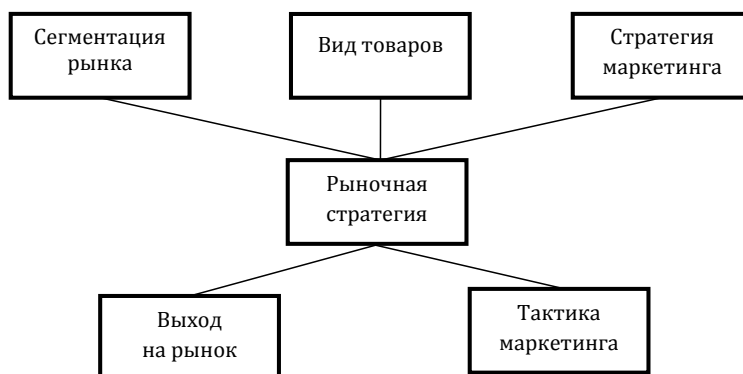 Сегментация
рынка
Вид товаров
Стратегия
маркетинга
Рыночная
стратегия
Выход
на рынок
Тактика
маркетинга